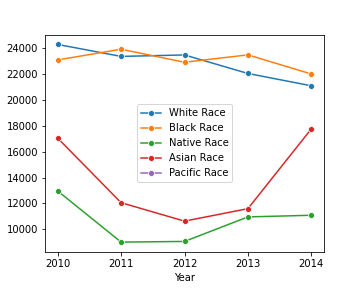 24000
22000
20000
18000
16000
14000
12000
10000
White Race
Black Race
Native Race
Asian Race
Pacific Race
2010 2011 2012 2013 2014
Year